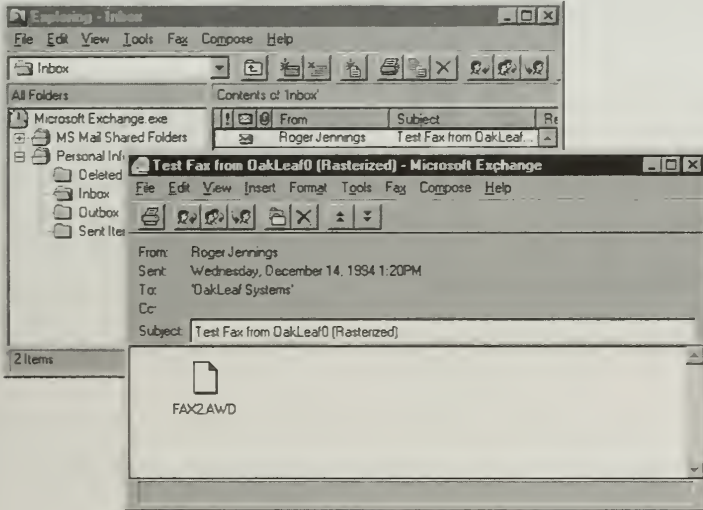 Exploring - Inbox
File Edit View Tools Fax Compose Help
Inbox
All Folders
Contents of 'Inbox'
Microsoft Exchange.exe
! From Subject Re
MS Mail Shared Folders
Roger Jennings Test Fax from OakLeaf...
Personal Inf
Deleted
Inbox
Outbox
Sent Ite
2 Items
Test Fax from OakLeaf0 (Rasterized) - Microsoft Exchange
File Edit View Insert Format Tools Fax Compose Help
From: Roger Jennings
Sent: Wednesday, December 14, 1994 1:20PM
To: 'OakLeaf Systems'
Cc:
Subject: Test Fax from OakLeaf0 (Rasterized)
FAX2.AWD